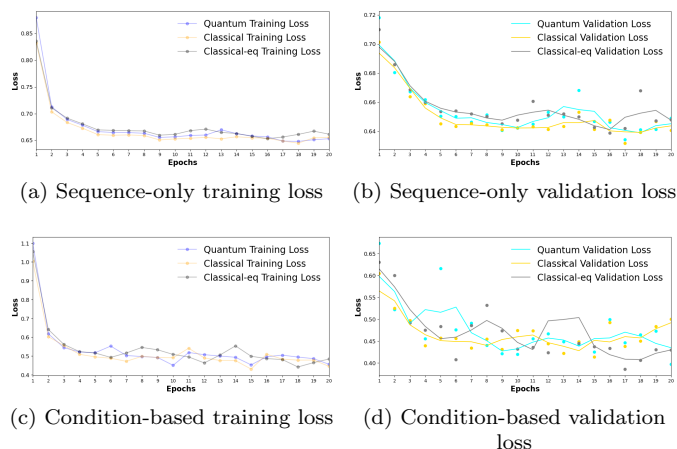 Quantum Training Loss
Classical Training Loss
Classical-eq Training Loss
0.85
0.80
0.75
0.70
0.65
Loss
1 2 3 4 5 6 7 8 9 10 11 12 13 14 15 16 17 18 19 20
Epochs
(a) Sequence-only training loss
Quantum Validation Loss
Classical Validation Loss
Classical-eq Validation Loss
0.72
0.70
0.68
0.66
0.64
Loss
1 2 3 4 5 6 7 8 9 10 11 12 13 14 15 16 17 18 19 20
Epochs
(b) Sequence-only validation loss
Quantum Training Loss
Classical Training Loss
Classical-eq Training Loss
1.1
1.0
0.9
0.8
0.7
0.6
0.5
0.4
Loss
1 2 3 4 5 6 7 8 9 10 11 12 13 14 15 16 17 18 19 20
Epochs
(c) Condition-based training loss
Quantum Validation Loss
Classical Validation Loss
Classical-eq Validation Loss
0.65
0.60
0.55
0.50
0.45
0.40
Loss
1 2 3 4 5 6 7 8 9 10 11 12 13 14 15 16 17 18 19 20
Epochs
(d) Condition-based validation
loss